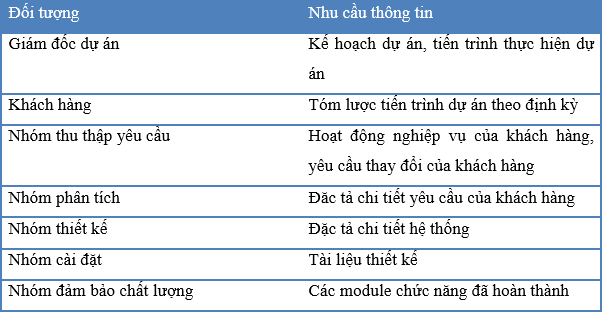 Đối tượng Nhu cầu thông tin
Giám đốc dự án Kế hoạch dự án, tiến trình thực hiện dự
án
Khách hàng Tóm lược tiến trình dự án theo định kỳ
Nhóm thu thập yêu cầu Hoạt động nghiệp vụ của khách hàng,
yêu cầu thay đổi của khách hàng
Nhóm phân tích Đăc tả chi tiết yêu cầu của khách hàng
Nhóm thiết kế Đặc tả chi tiết hệ thống
Nhóm cài đặt Tài liệu thiết kế
Nhóm đảm bảo chất lượng Các module chức năng đã hoàn thành